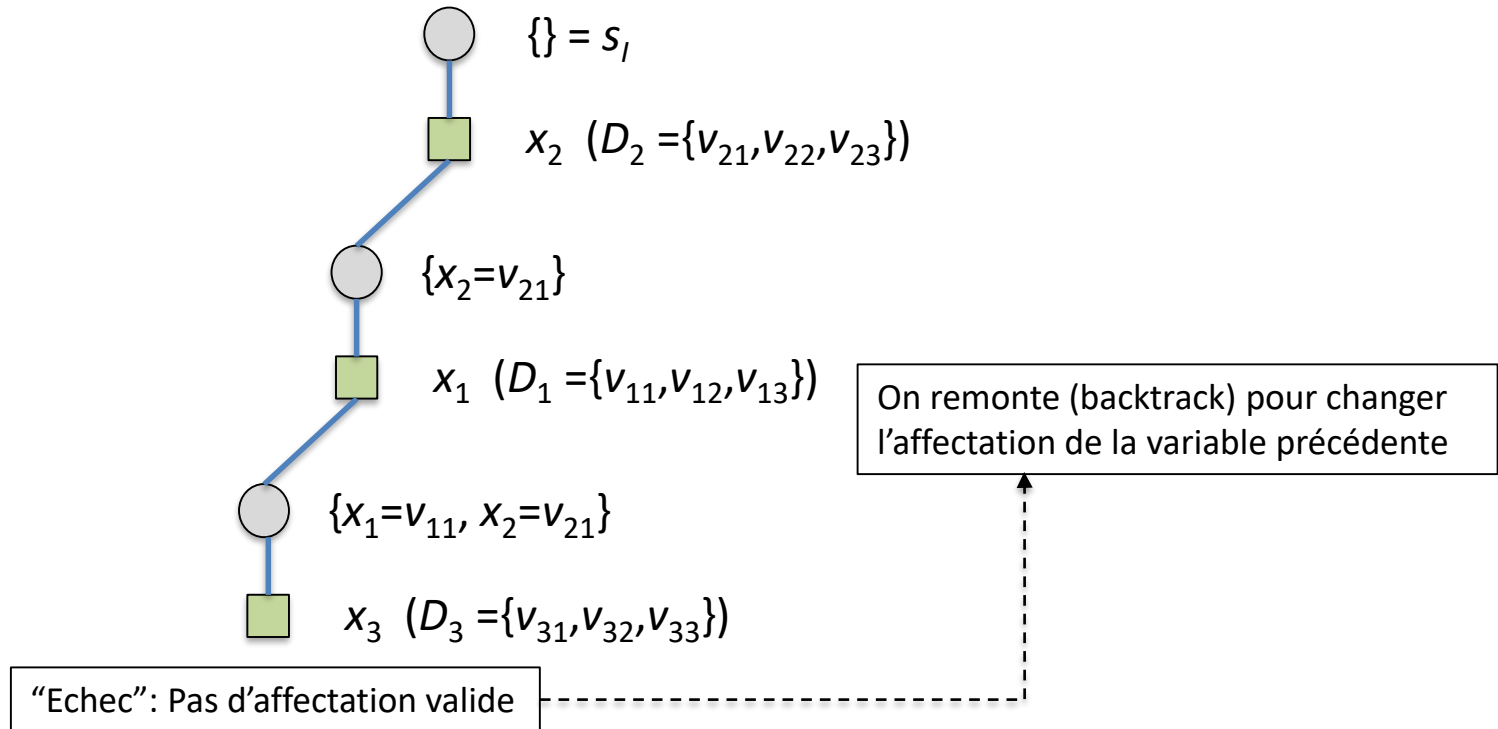 {} = s_I
x_2 (D_2 ={v_21,v_22,v_23})
{x_2=v_21}
x_1 (D_1 ={v_11,v_12,v_13})
On remonte (backtrack) pour changer
l’affectation de la variable précédente
{x_1=v_11, x_2=v_21}
x_3 (D_3 ={v_31,v_32,v_33})
“Echec”: Pas d’affectation valide